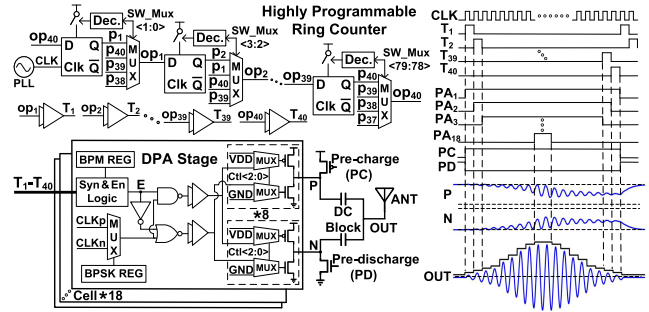 Highly Programmable
Ring Counter
Dec.
SW_Mux
<1:0>
op40
D Q
Clk Q
CLK
PLL
p1
p40
p39
p38
MUX
op1
Dec.
SW_Mux
<3:2>
D Q
Clk Q
p2
p1
p40
p39
MUX
op2
op39
Dec.
SW_Mux
<79:78>
D Q
Clk Q
p40
p39
p38
p37
MUX
op40
op1 T1
op2 T2
op39 T39
op40 T40
DPA Stage
BPM REG
T1-T40
Syn & En
Logic
E
CLKp
CLKn
MUX
BPSK REG
VDD MUX
Ctl<2:0>
GND MUX
*8
VDD MUX
Ctl<2:0>
GND MUX
Cell*18
P
Pre-charge
(PC)
DC
Block
ANT
OUT
N
Pre-discharge
(PD)
CLK
T1
T2
T39
T40
PA1
PA2
PA3
PA18
PC
PD
P
N
OUT